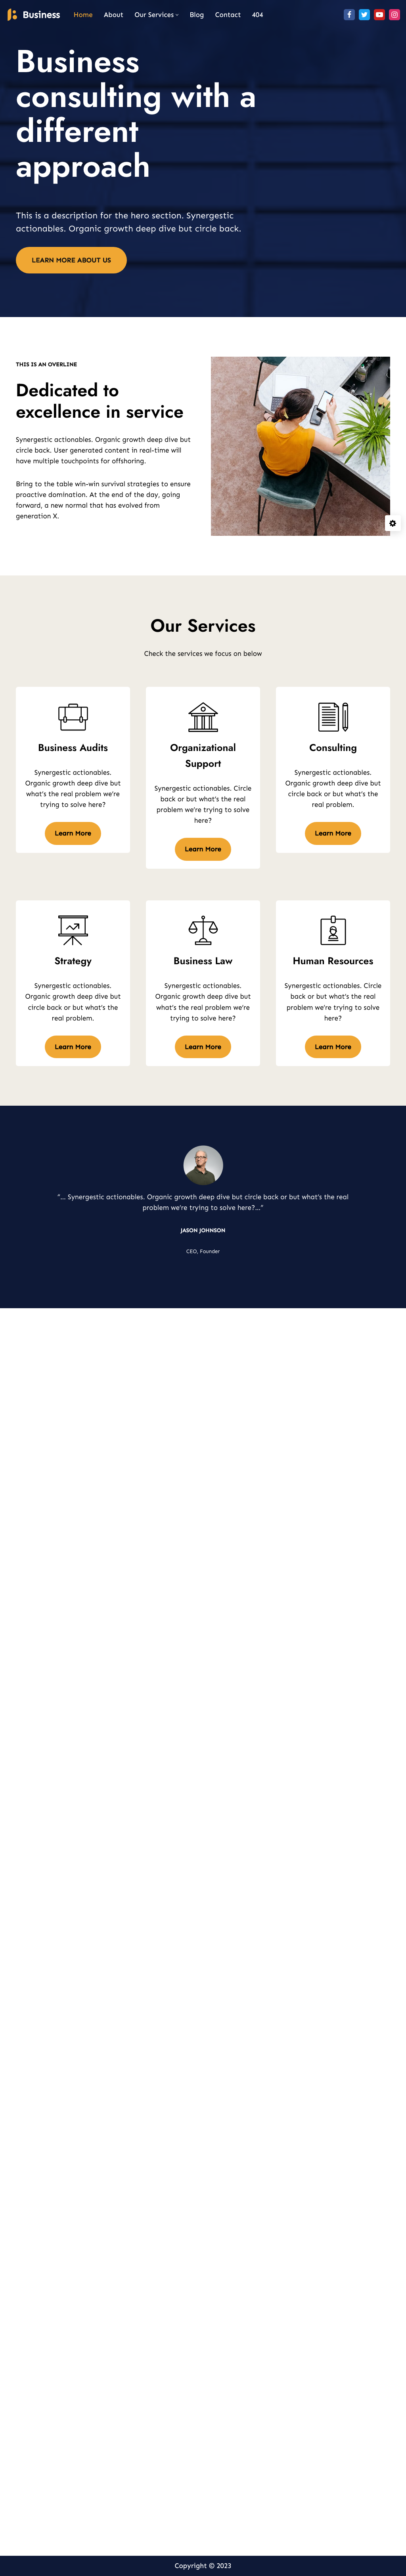 Business
Home
About
Our Services
Blog
Contact
404
Business
consulting with a
different
approach
This is a description for the hero section. Synergestic
actionables. Organic growth deep dive but circle back.
LEARN MORE ABOUT US
THIS IS AN OVERLINE
Dedicated to
excellence in service
Synergestic actionables. Organic growth deep dive but
circle back. User generated content in real-time will
have multiple touchpoints for offshoring.
Bring to the table win-win survival strategies to ensure
proactive domination. At the end of the day, going
forward, a new normal that has evolved from
generation X.
Our Services
Check the services we focus on below
Business Audits
Synergestic actionables.
Organic growth deep dive but
what's the real problem we're
trying to solve here?
Learn More
Organizational
Support
Synergestic actionables. Circle
back or but what's the real
problem we're trying to solve
here?
Learn More
Consulting
Synergestic actionables.
Organic growth deep dive but
circle back or but what's the
real problem.
Learn More
Strategy
Synergestic actionables.
Organic growth deep dive but
circle back or but what's the
real problem.
Learn More
Business Law
Synergestic actionables.
Organic growth deep dive but
what's the real problem we're
trying to solve here?
Learn More
Human Resources
Synergestic actionables. Circle
back or but what's the real
problem we're trying to solve
here?
Learn More
"... Synergestic actionables. Organic growth deep dive but circle back or but what's the real
problem we're trying to solve here?..."
JASON JOHNSON
CEO, Founder
Copyright © 2023